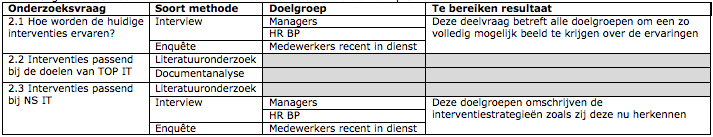 Onderzoeksvraag Soort methode Doelgroep Te bereiken resultaat
2.1 Hoe worden de huidige Interview Managers Deze deelvraag betreft alle doelgroepen om een zo
interventies ervaren? HR BP volledig mogelijk beeld te krijgen over de ervaringen
Enquête Medewerkers recent in dienst
2.2 Interventies passend Literatuuronderzoek
bij de doelen van TOP IT Documentanalyse
2.3 Interventies passend Literatuuronderzoek
bij NS IT Interview Managers Deze doelgroepen omschrijven de
HR BP interventiestrategieën zoals zij deze nu herkennen
Enquête Medewerkers recent in dienst